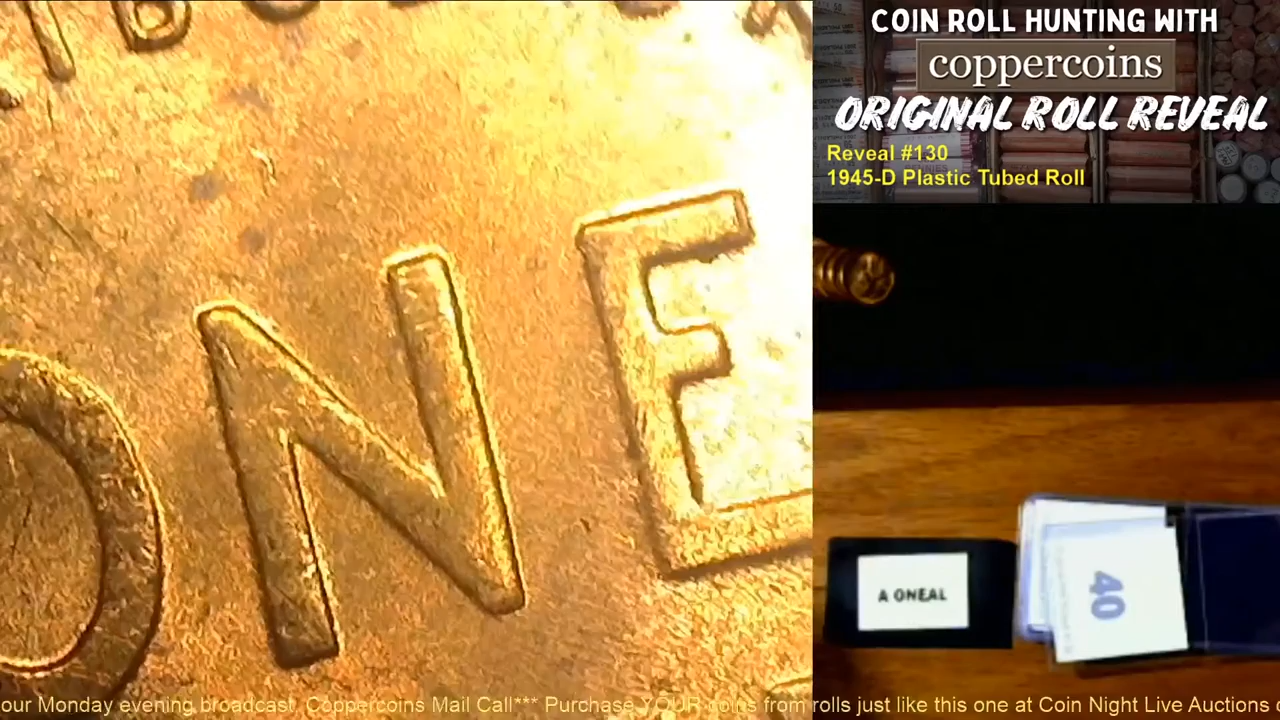 ONE
COIN ROLL HUNTING WITH
coppercoins
ORIGINAL ROLL REVEAL
Reveal #130
1945-D Plastic Tubed Roll
A ONEAL
40
our Monday evening broadcast, Coppercoins Mail Call*** Purchase YOUR coins from rolls just like this one at Coin Night Live Auctions